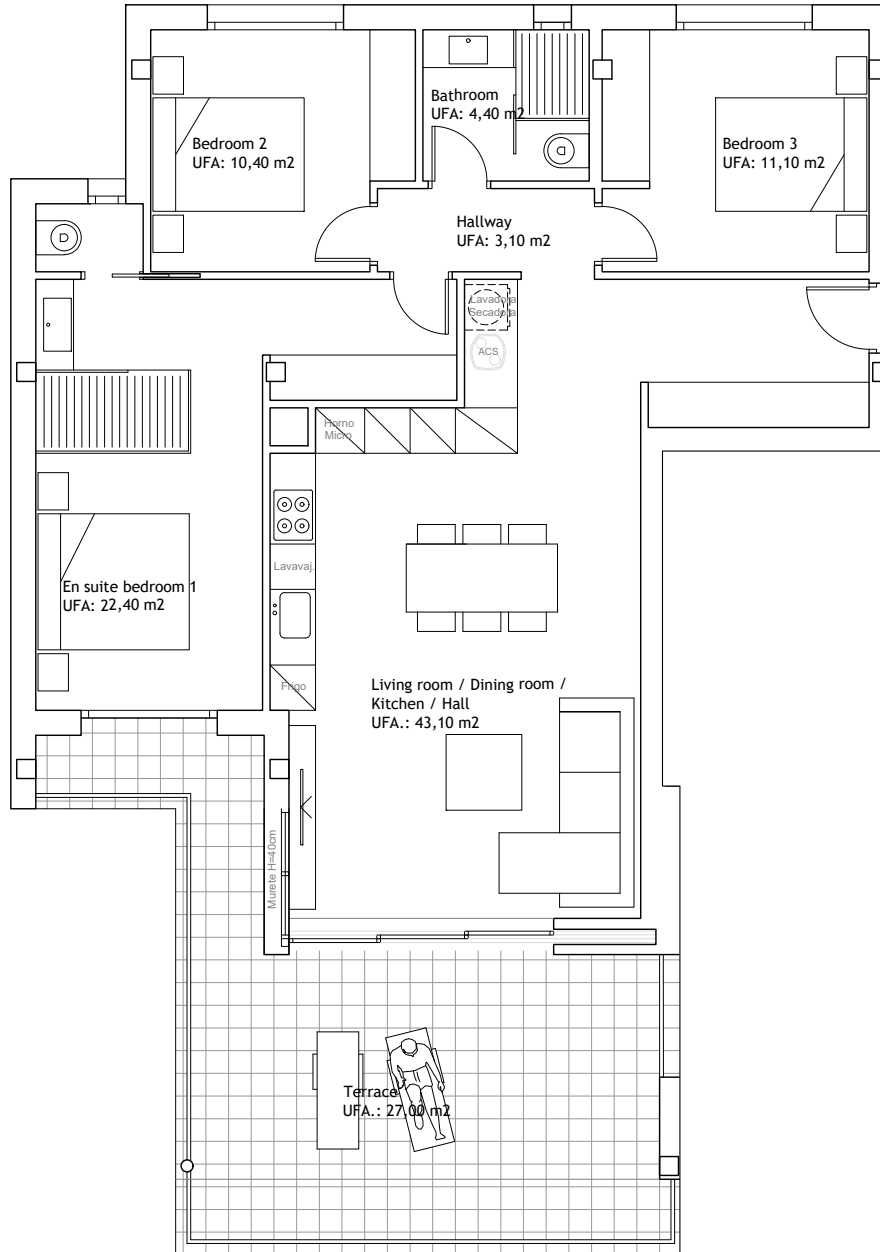 Bathroom
UFA: 4,40 m2
Bedroom 2
UFA: 10,40 m2
Bedroom 3
UFA: 11,10 m2
Hallway
UFA: 3,10 m2
Lavadora
Secadora
ACS
Horno
Micro
Lavavaj.
En suite bedroom 1
UFA: 22,40 m2
Frigo
Living room / Dining room /
Kitchen / Hall
UFA.: 43,10 m2
Murete H=40cm
Terrace
UFA.: 27,00 m2